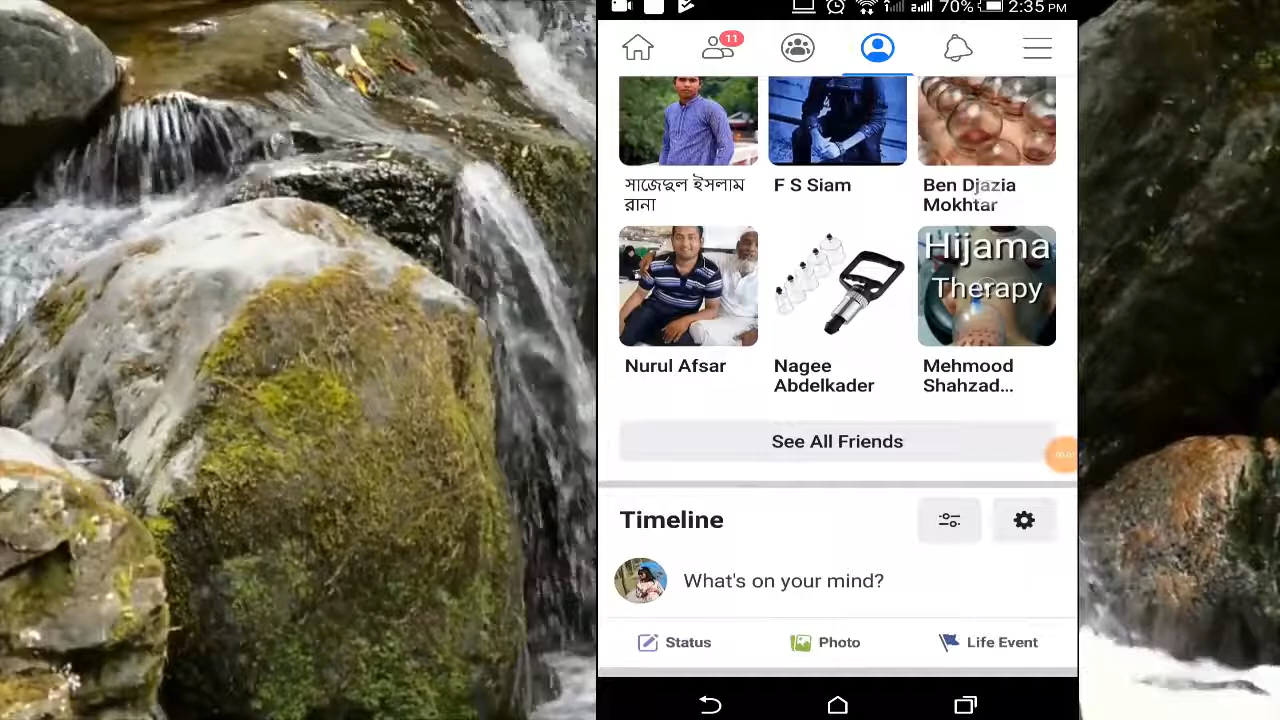 70% 2:35 PM
11
সাজেদুল ইসলাম
রানা
F S Siam
Ben Djazia
Mokhtar
Hijama
Therapy
Nurul Afsar
Nagee
Abdelkader
Mehmood
Shahzad...
See All Friends
Timeline
What's on your mind?
Status
Photo
Life Event